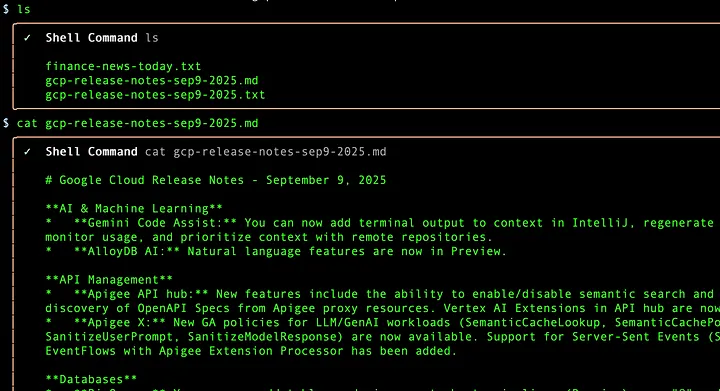 $ ls
✓ Shell Command ls
finance-news-today.txt
gcp-release-notes-sep9-2025.md
gcp-release-notes-sep9-2025.txt
$ cat gcp-release-notes-sep9-2025.md
✓ Shell Command cat gcp-release-notes-sep9-2025.md
# Google Cloud Release Notes - September 9, 2025
**AI & Machine Learning**
*   **Gemini Code Assist:** You can now add terminal output to context in IntelliJ, regenerate
monitor usage, and prioritize context with remote repositories.
*   **AlloyDB AI:** Natural language features are now in Preview.
**API Management**
*   **Apigee API hub:** New features include the ability to enable/disable semantic search and
discovery of OpenAPI Specs from Apigee proxy resources. Vertex AI Extensions in API hub are now
*   **Apigee X:** New GA policies for LLM/GenAI workloads (SemanticCacheLookup, SemanticCachePo
SanitizeUserPrompt, SanitizeModelResponse) are now available. Support for Server-Sent Events (S
EventFlows with Apigee Extension Processor has been added.
**Databases**